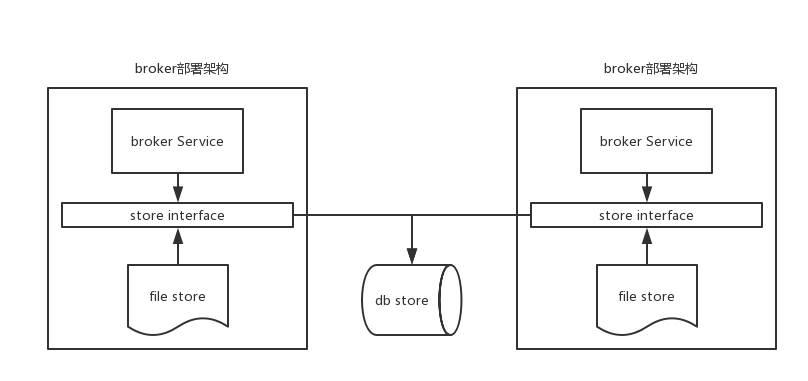 broker部署架构
broker部署架构
broker Service
broker Service
store interface
store interface
file store
db store
file store